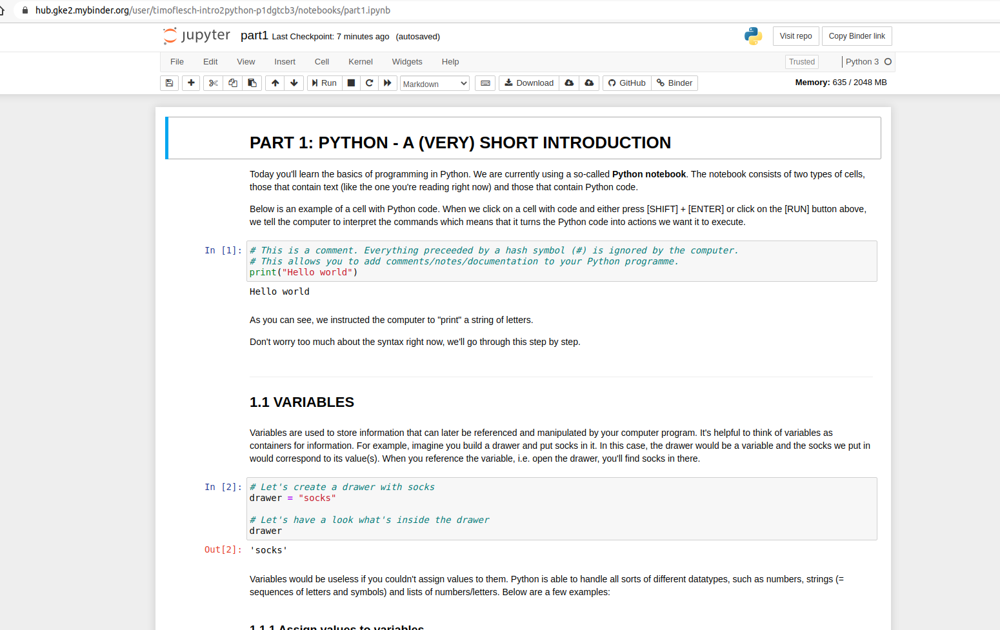 hub.gke2.mybinder.org/user/timoflesch-intro2python-p1dgtcb3/notebooks/part1.ipynb
jupyter part1 Last Checkpoint: 7 minutes ago (autosaved) Visit repo Copy Binder link
File Edit View Insert Cell Kernel Widgets Help Trusted Python 3
Run Markdown Download GitHub Binder Memory: 635 / 2048 MB
PART 1: PYTHON - A (VERY) SHORT INTRODUCTION
Today you'll learn the basics of programming in Python. We are currently using a so-called Python notebook. The notebook consists of two types of cells,
those that contain text (like the one you're reading right now) and those that contain Python code.
Below is an example of a cell with Python code. When we click on a cell with code and either press [SHIFT] + [ENTER] or click on the [RUN] button above,
we tell the computer to interpret the commands which means that it turns the Python code into actions we want it to execute.
In [1]: # This is a comment. Everything preceeded by a hash symbol (#) is ignored by the computer.
# This allows you to add comments/notes/documentation to your Python programme.
print("Hello world")
Hello world
As you can see, we instructed the computer to "print" a string of letters.
Don't worry too much about the syntax right now, we'll go through this step by step.
1.1 VARIABLES
Variables are used to store information that can later be referenced and manipulated by your computer program. It's helpful to think of variables as
containers for information. For example, imagine you build a drawer and put socks in it. In this case, the drawer would be a variable and the socks we put in
would correspond to its value(s). When you reference the variable, i.e. open the drawer, you'll find socks in there.
In [2]: # Let's create a drawer with socks
drawer = "socks"
# Let's have a look what's inside the drawer
drawer
Out[2]: 'socks'
Variables would be useless if you couldn't assign values to them. Python is able to handle all sorts of different datatypes, such as numbers, strings (=
sequences of letters and symbols) and lists of numbers/letters. Below are a few examples:
1.1.1 Assign values to variables